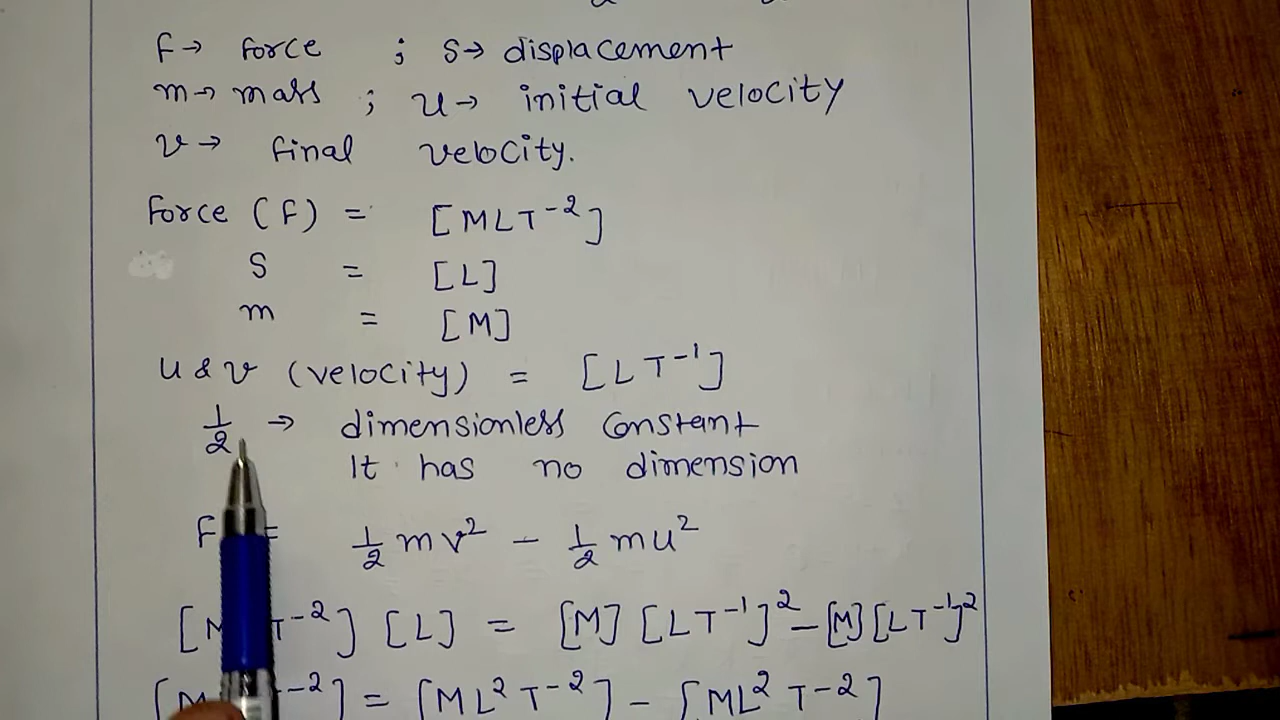 F→ Force ; S→ displacement
m→ mass ; u→ initial velocity
v→ final velocity.
Force (F) = [MLT⁻²]
S = [L]
m = [M]
u & v (velocity) = [LT⁻¹]
1/2 → dimensionless constant
It has no dimension
F = 1/2 mv² - 1/2 mu²
[M T⁻²] [L] = [M] [LT⁻¹]² - [M] [LT⁻¹]²
[M ⁻²] = [ML²T⁻²] - [ML²T⁻²]